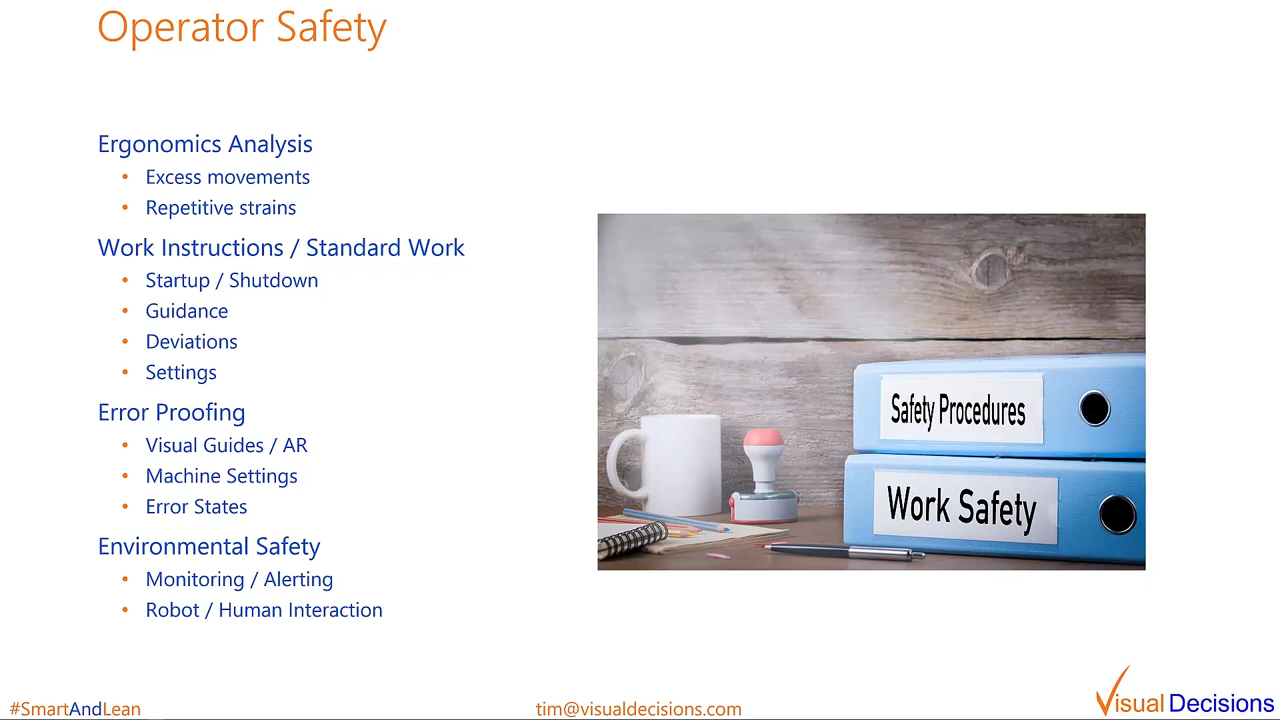 Operator Safety
Ergonomics Analysis
• Excess movements
• Repetitive strains
Work Instructions / Standard Work
• Startup / Shutdown
• Guidance
• Deviations
• Settings
Error Proofing
• Visual Guides / AR
• Machine Settings
• Error States
Environmental Safety
• Monitoring / Alerting
• Robot / Human Interaction
Safety Procedures
Work Safety
#SmartAndLean
tim@visualdecisions.com
Visual Decisions